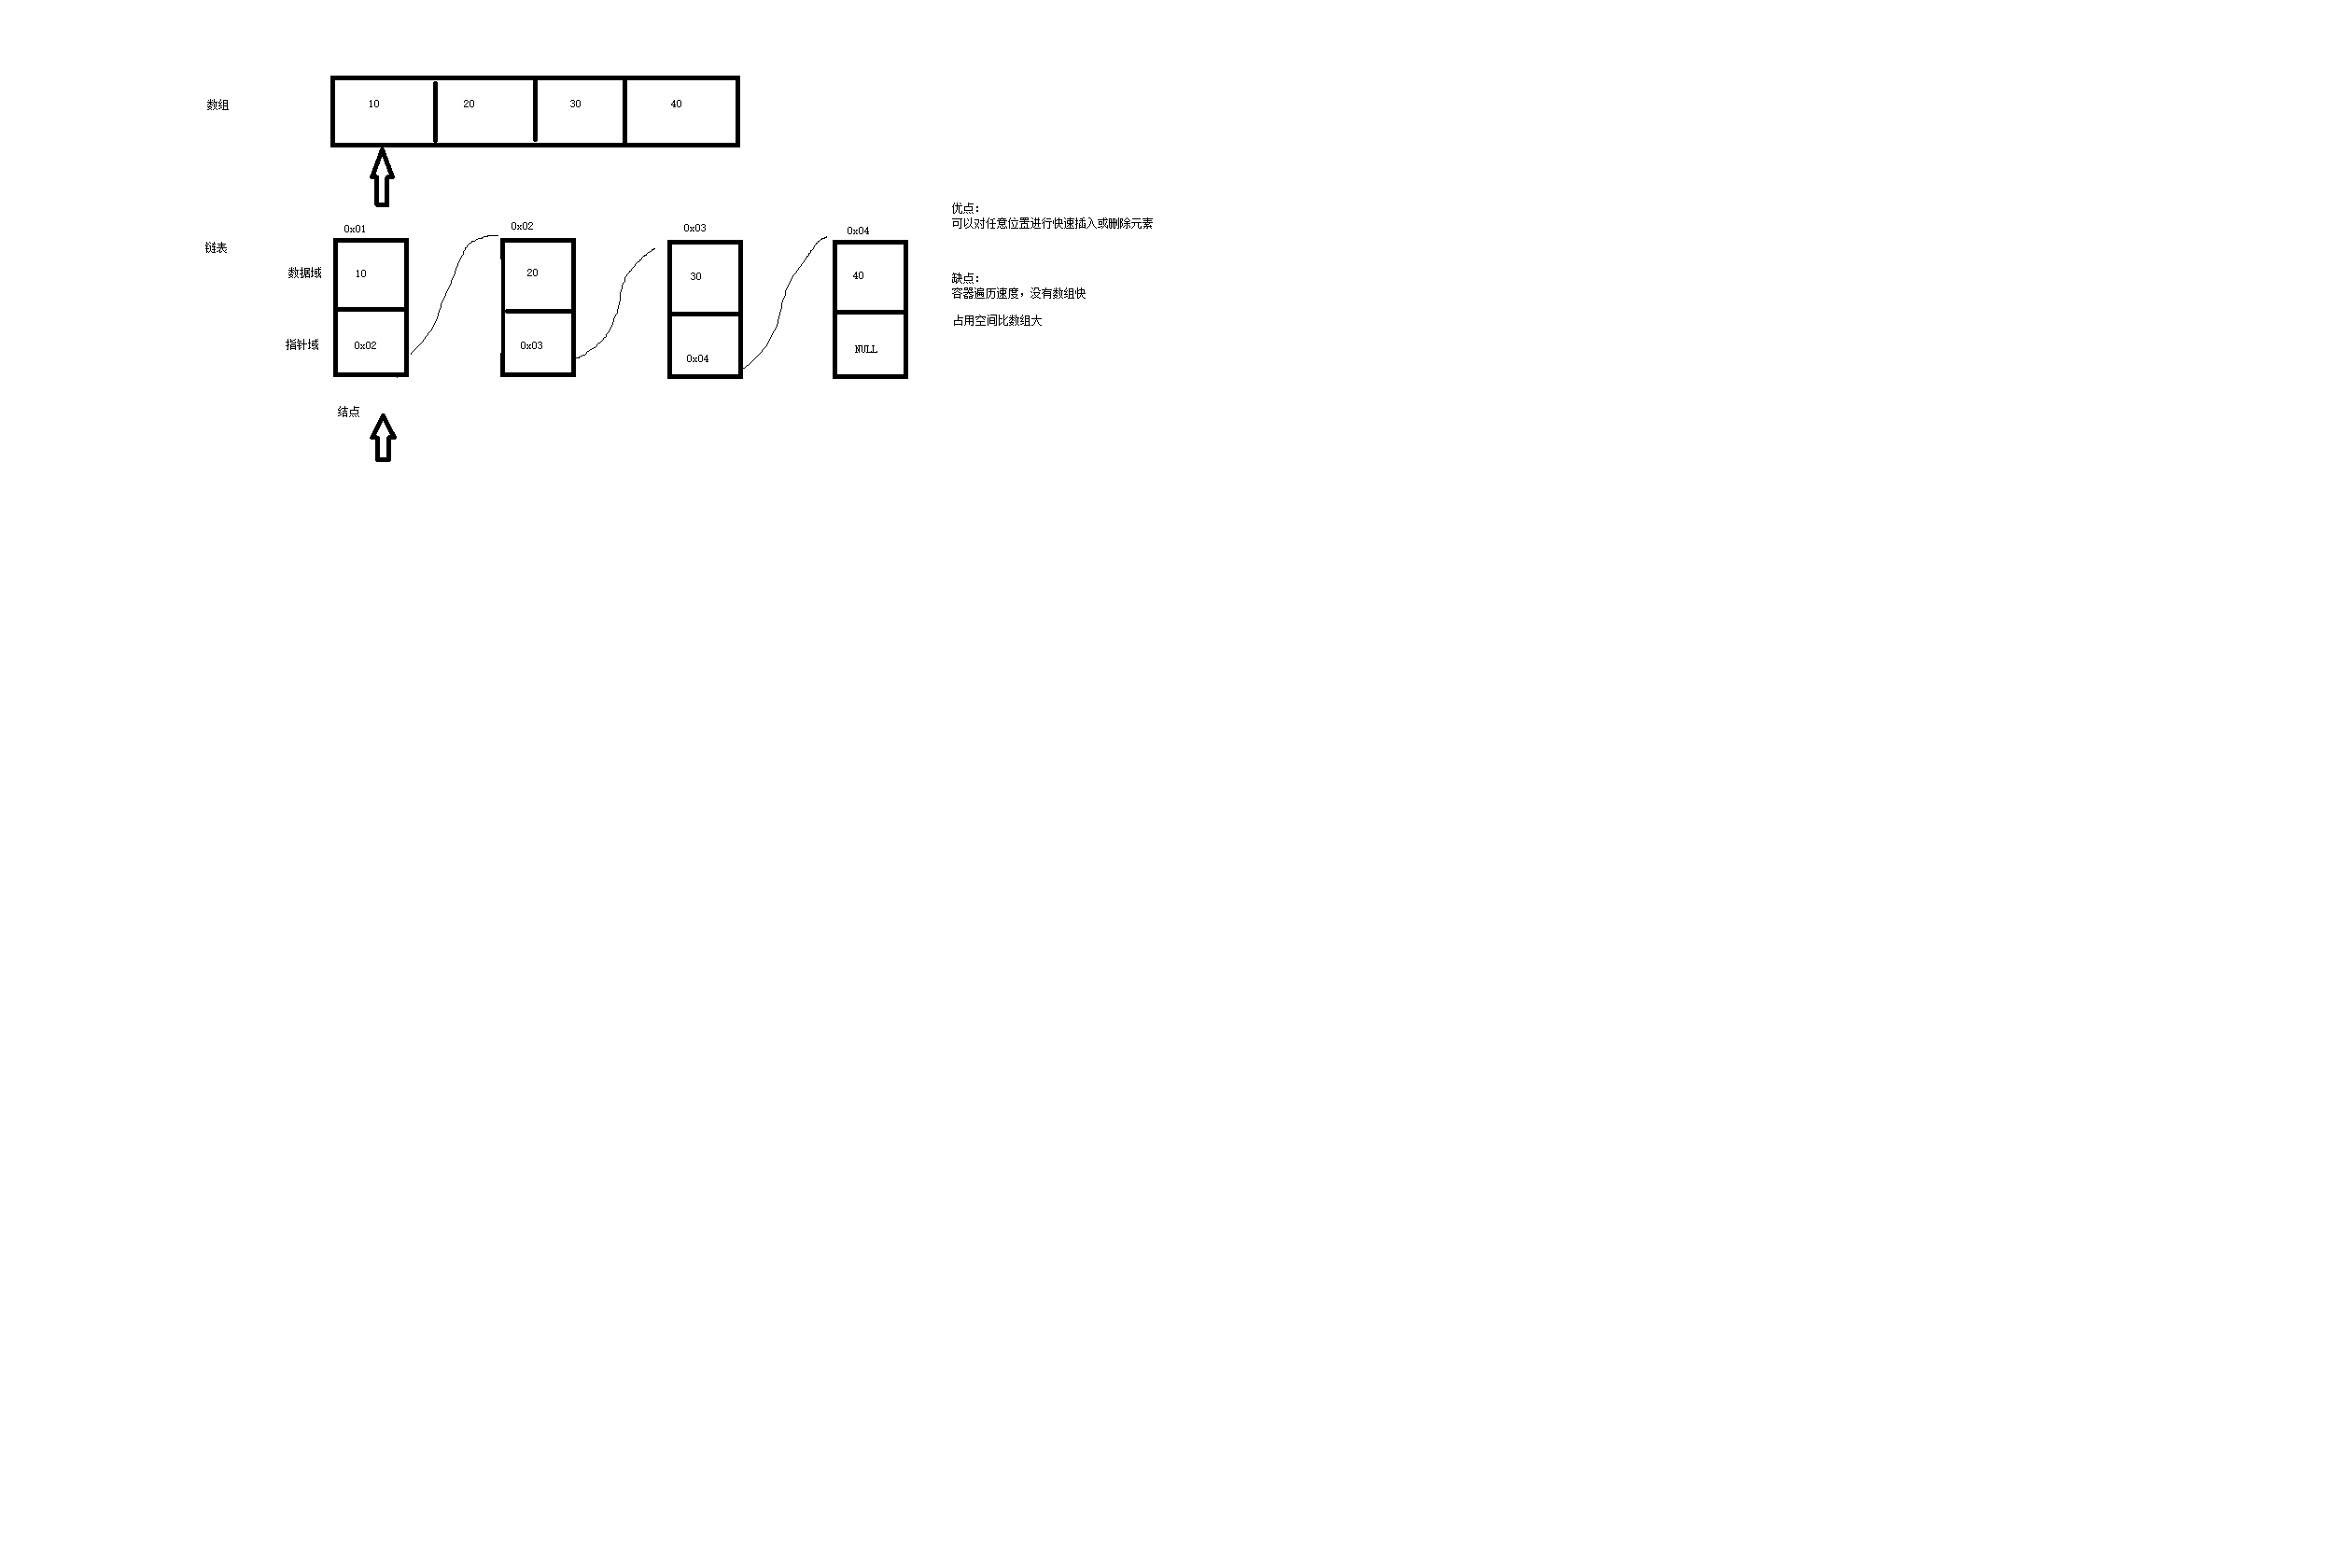 数组
10 20 30 40
优点:
可以对任意位置进行快速插入或删除元素
0x01 0x02 0x03 0x04
链表
数据域 10 20 30 40
缺点:
容器遍历速度，没有数组快
占用空间比数组大
指针域 0x02 0x03 0x04 NULL
结点